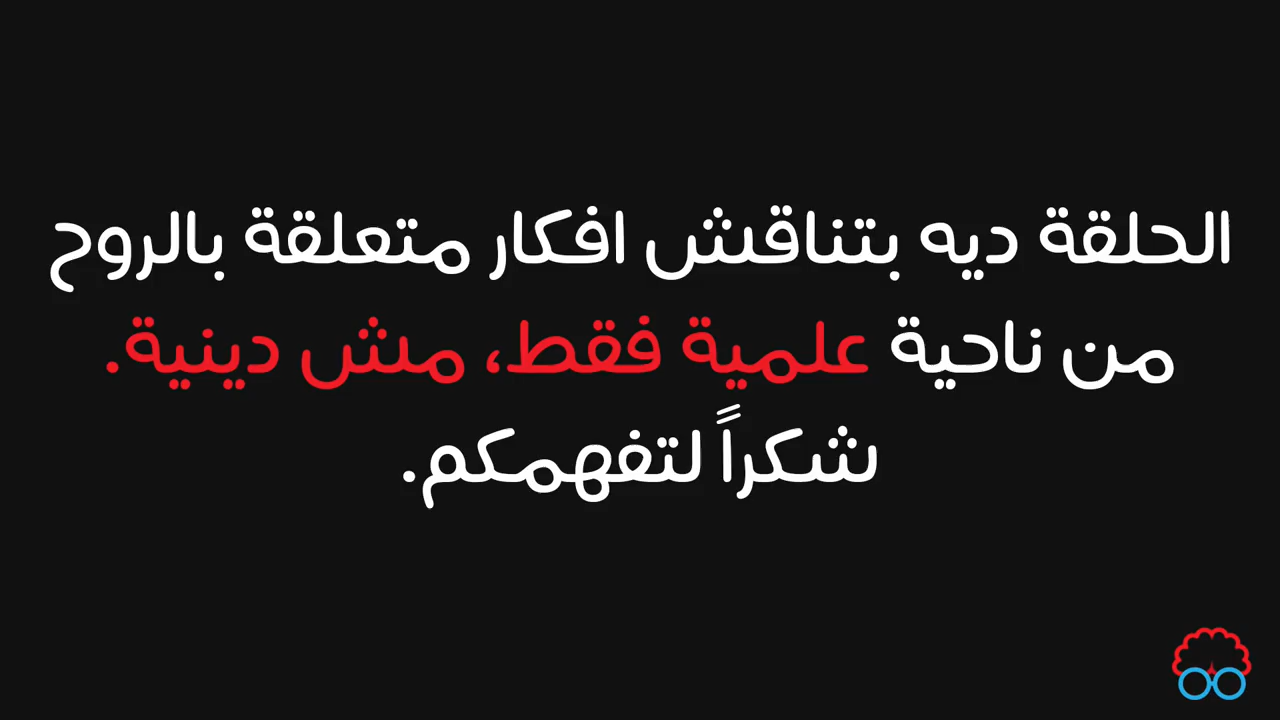 الحلقة ديه بتناقش افكار متعلقة بالروح
من ناحية علمية فقط، مش دينية.
شكراً لتفهمكم.